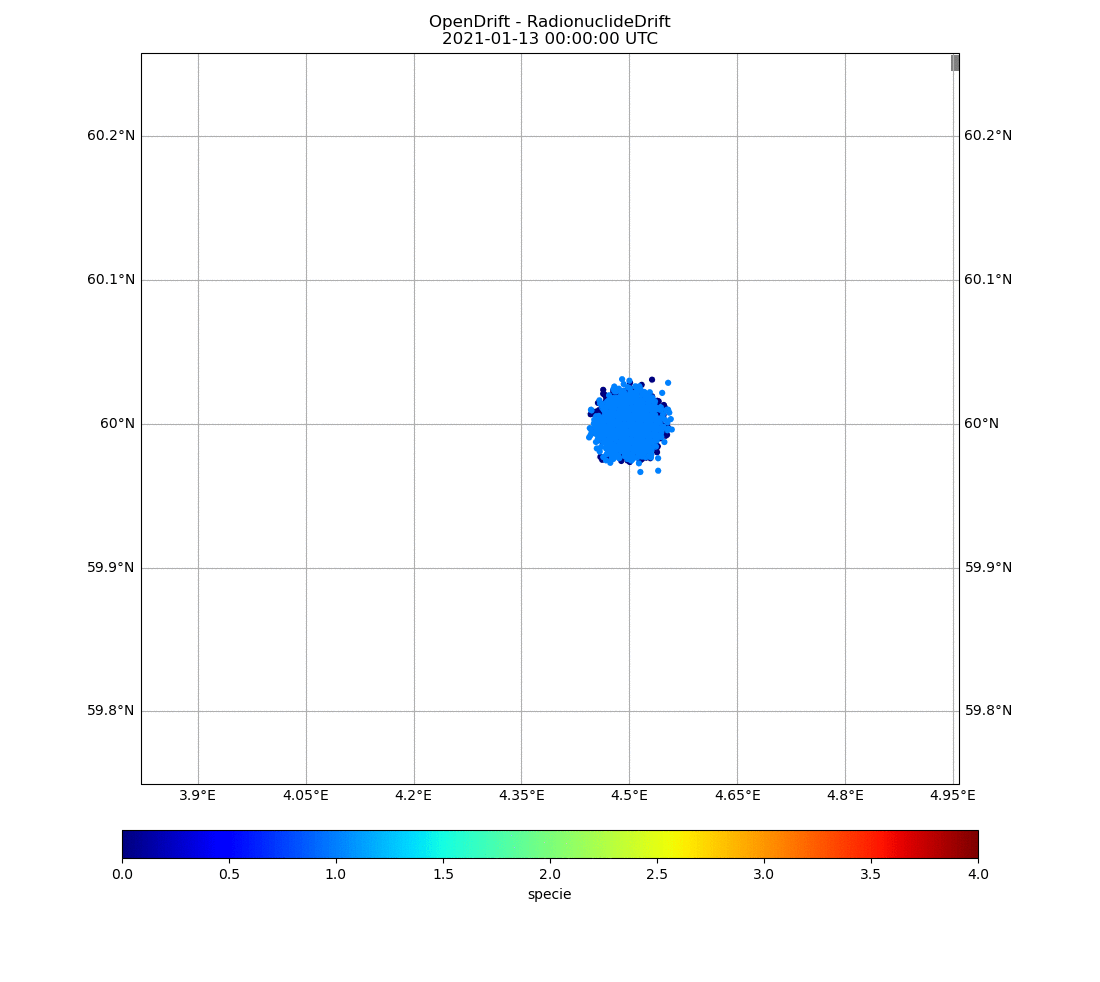 OpenDrift - RadionuclideDrift
2021-01-13 00:00:00 UTC
60.2°N 60.2°N
60.1°N 60.1°N
60°N 60°N
59.9°N 59.9°N
59.8°N 59.8°N
3.9°E 4.05°E 4.2°E 4.35°E 4.5°E 4.65°E 4.8°E 4.95°E
0.0 0.5 1.0 1.5 2.0 2.5 3.0 3.5 4.0
specie